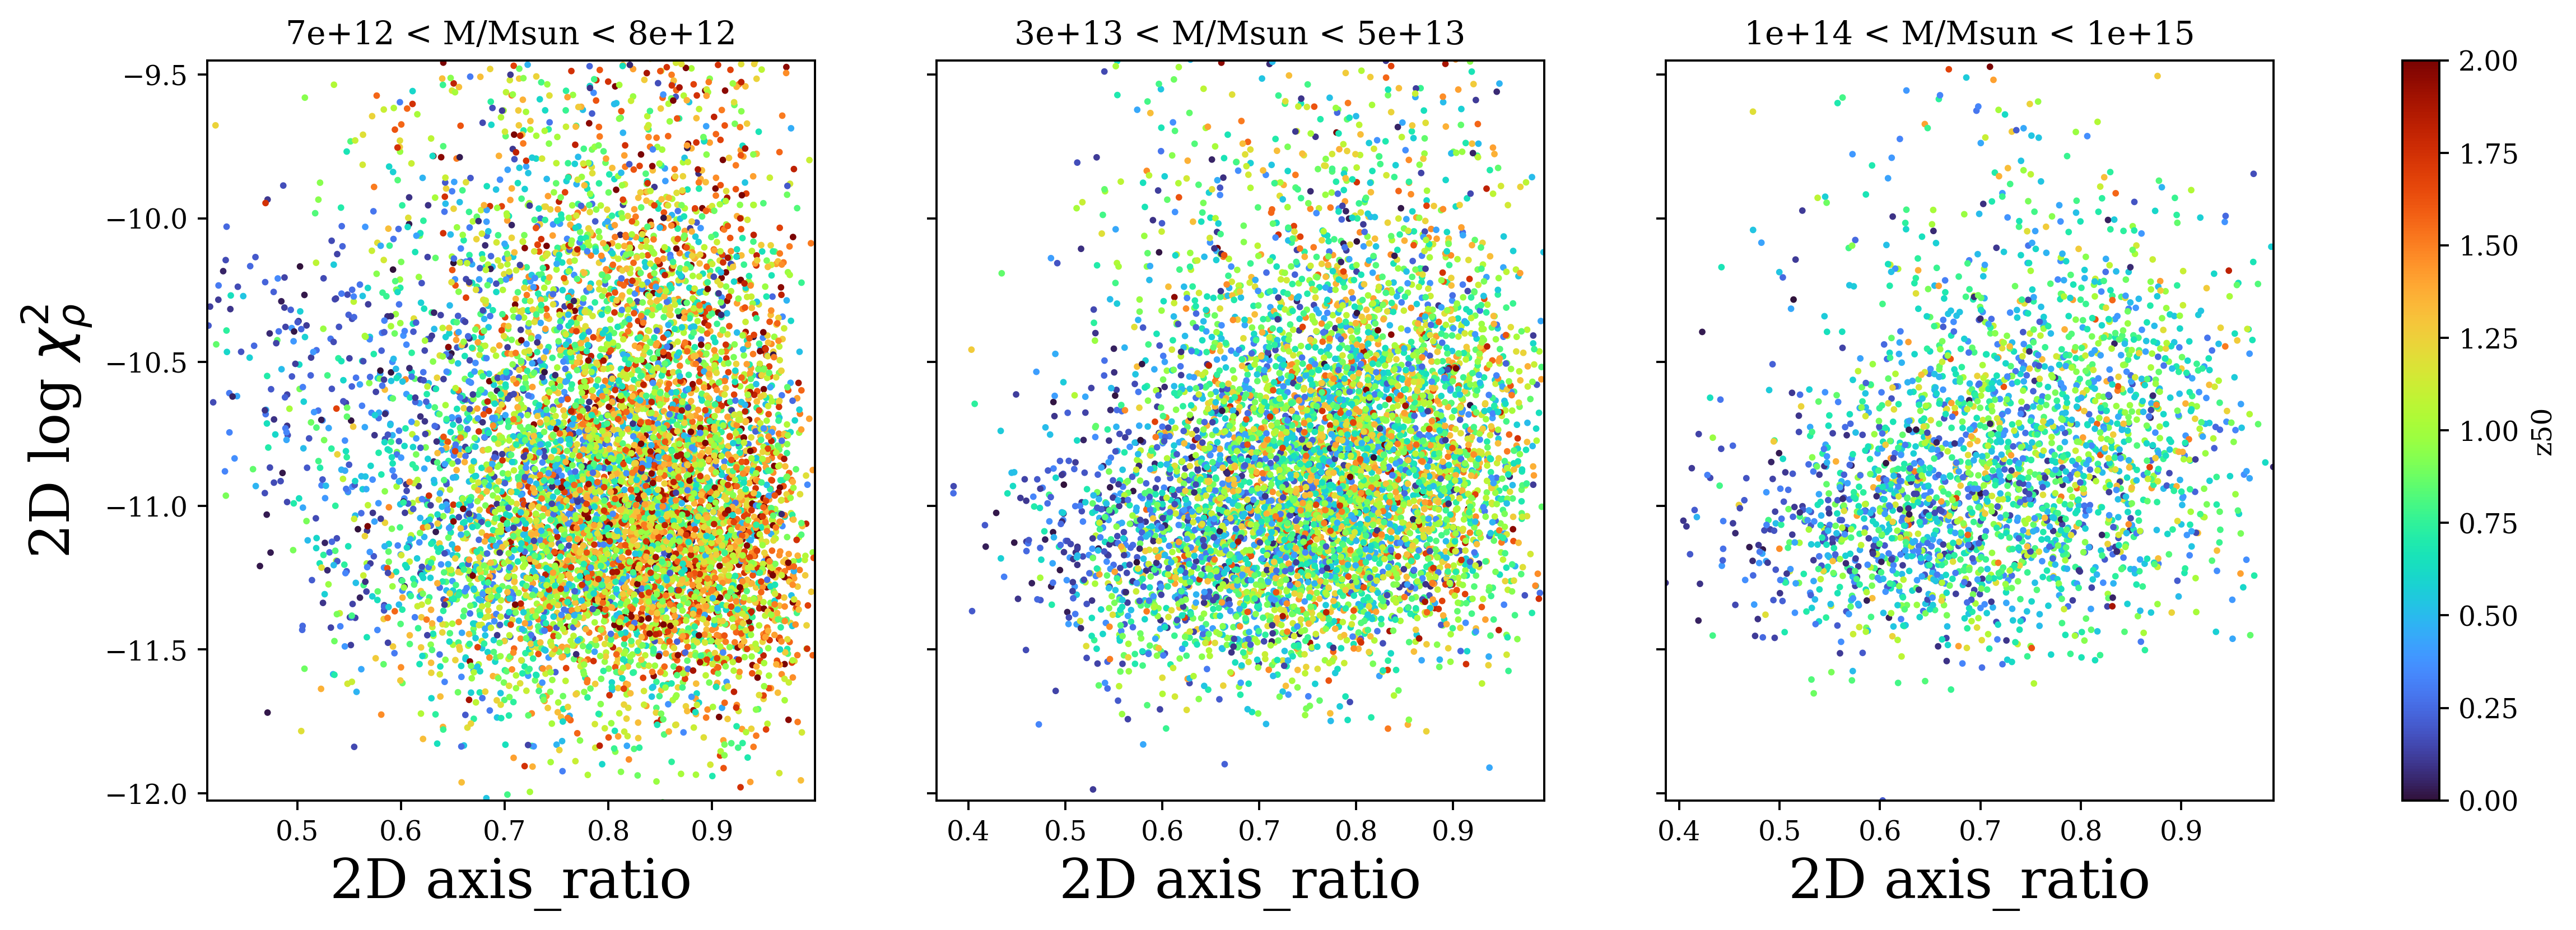 7e+12 < M/Msun < 8e+12
3e+13 < M/Msun < 5e+13
1e+14 < M/Msun < 1e+15
2D log χ²ᵨ
−9.5
−10.0
−10.5
−11.0
−11.5
−12.0
0.5 0.6 0.7 0.8 0.9
0.4 0.5 0.6 0.7 0.8 0.9
0.4 0.5 0.6 0.7 0.8 0.9
2D axis_ratio
2D axis_ratio
2D axis_ratio
2.00
1.75
1.50
1.25
1.00
0.75
0.50
0.25
0.00
z50